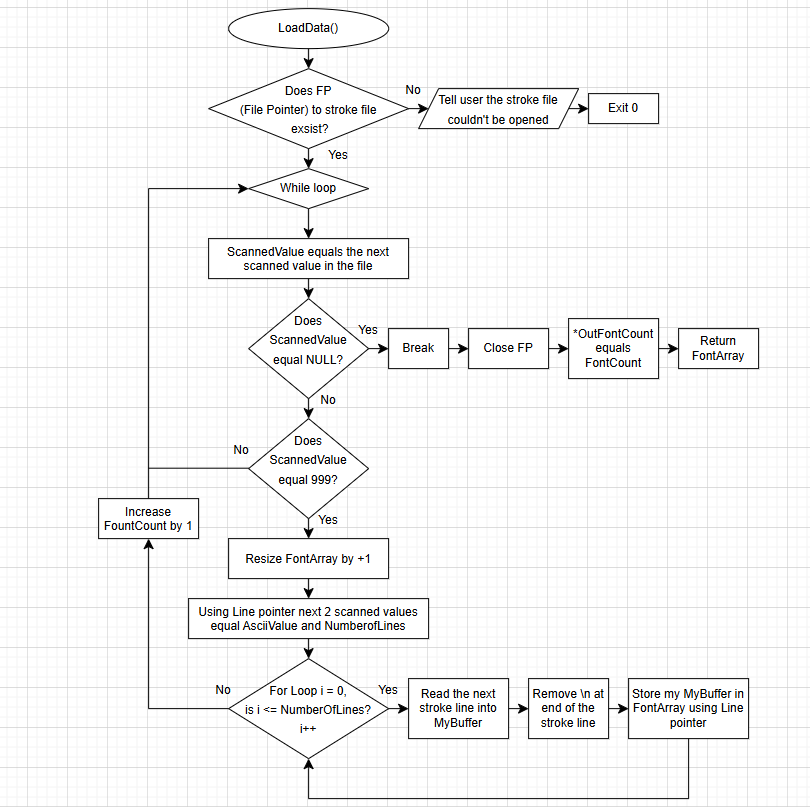 LoadData()
Does FP
(File Pointer) to stroke file
exsist?
No
Tell user the stroke file
couldn't be opened
Exit 0
Yes
While loop
ScannedValue equals the next
scanned value in the file
Does
ScannedValue
equal NULL?
Yes
Break
Close FP
*OutFontCount
equals
FontCount
Return
FontArray
No
Does
ScannedValue
equal 999?
No
Yes
Increase
FountCount by 1
Resize FontArray by +1
Using Line pointer next 2 scanned values
equal AsciiValue and NumberofLines
No
For Loop i = 0,
is i <= NumberOfLines?
i++
Yes
Read the next
stroke line into
MyBuffer
Remove \n at
end of the
stroke line
Store my MyBuffer in
FontArray using Line
pointer